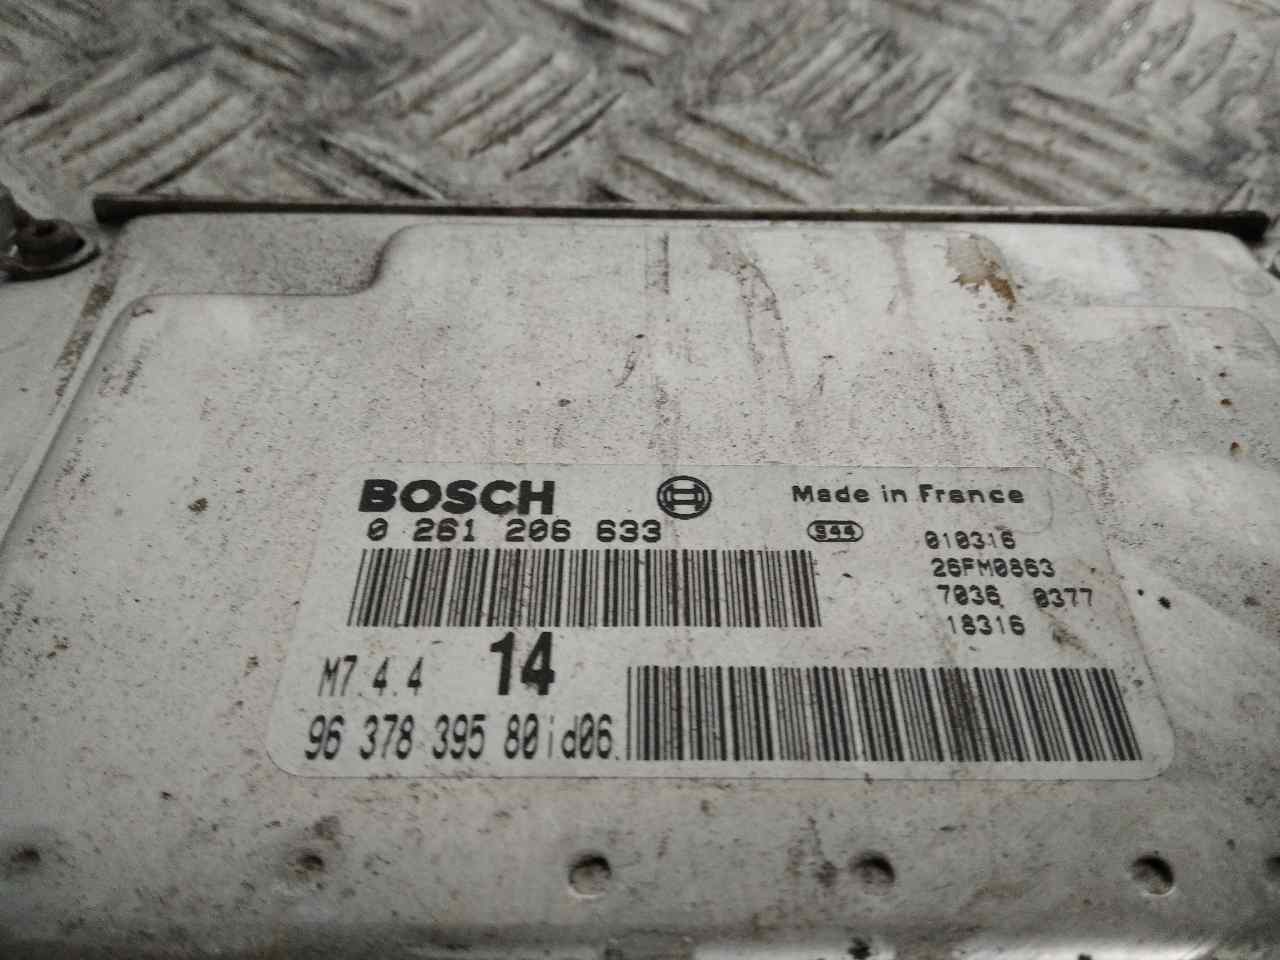 BOSCH
Made in France
0 261 206 633
944
010316
26FM0863
7036 0377
18316
M7.4.4
14
96 378 395 80id06